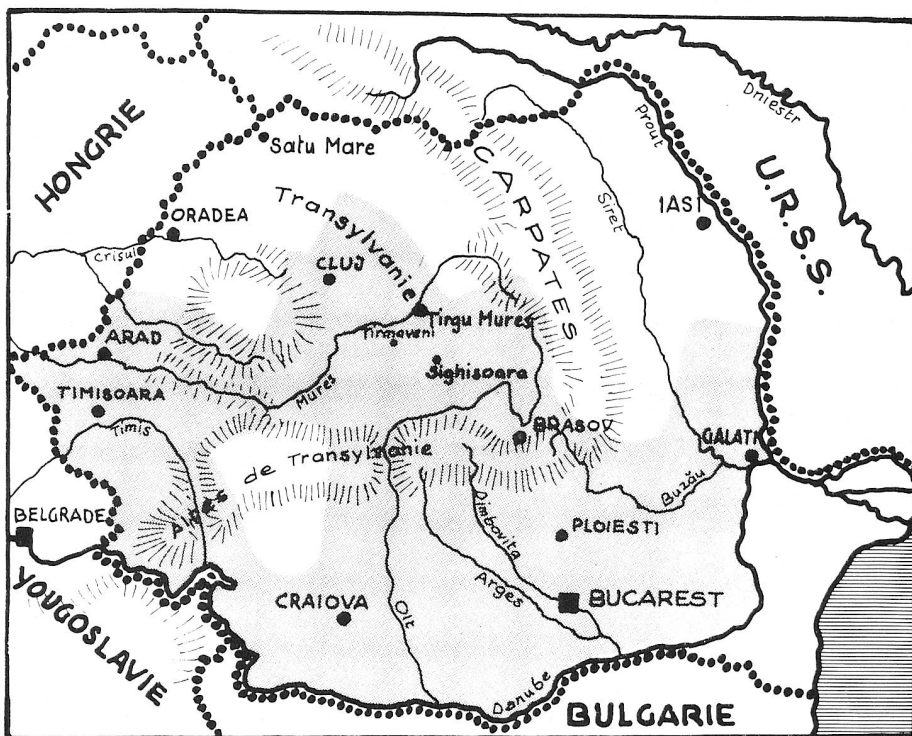 Dniestr
Prout
HONGRIE
Satu Mare
CARPATES
U.R.S.S.
Transylvanie
Siret
IASI
ORADEA
Crisul
CLUJ
Tirgu Mures
Tirnaveni
ARAD
Sighisoara
Mures
TIMISOARA
Timis
BRASOV
GALATI
Alpes de Transylvanie
Buzău
BELGRADE
Dimbovita
PLOIESTI
YOUGOSLAVIE
Arges
BUCAREST
CRAIOVA
Olt
Danube
BULGARIE